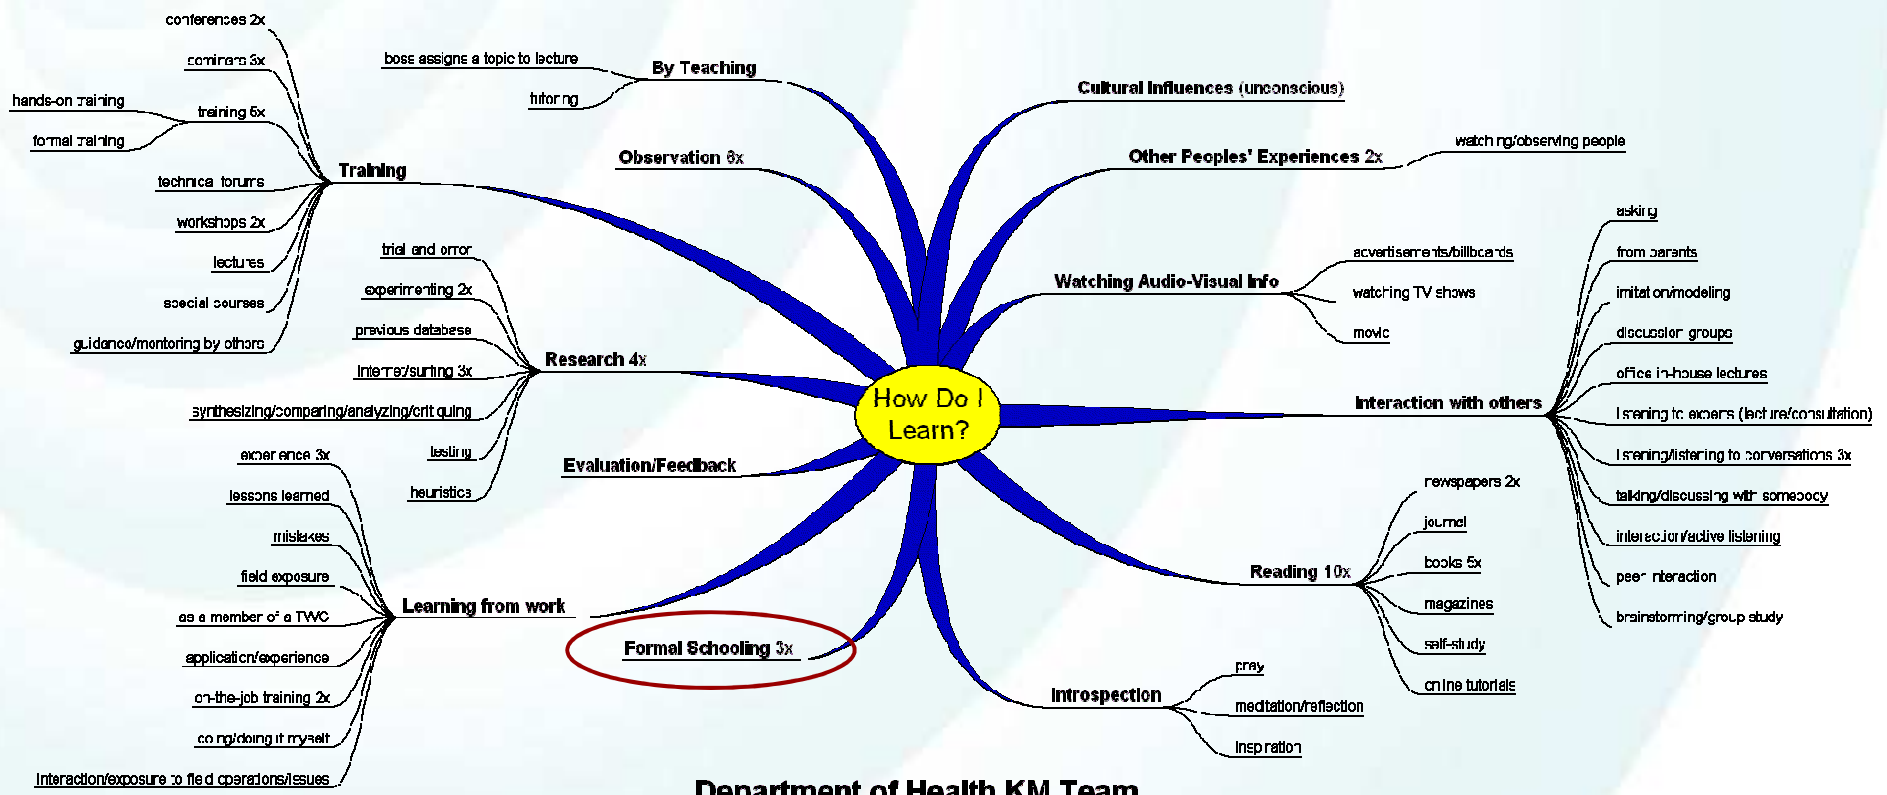 How Do I
Learn?
By Teaching
boss assigns a topic to lecture
tutoring
Observation 6x
Training
conferences 2x
seminars 3x
training 5x
hands-on training
formal training
technical forums
workshops 2x
lectures
special courses
guidance/mentoring by others
Research 4x
trial and error
experimenting 2x
previous database
internet/surfing 3x
synthesizing/comparing/analyzing/critiquing
testing
heuristics
Evaluation/Feedback
Learning from work
experience 3x
lessons learned
mistakes
field exposure
as a member of a TWC
application/experience
on-the-job training 2x
doing/doing it myself
interaction/exposure to field operations/issues
Formal Schooling 3x
Cultural Influences (unconscious)
Other Peoples' Experiences 2x
watching/observing people
Watching Audio-Visual Info
advertisements/billboards
watching TV shows
movie
Interaction with others
asking
from parents
imitation/modeling
discussion groups
office in-house lectures
listening to experts (lecture/consultation)
listening/listening to conversations 3x
talking/discussing with somebody
interaction/active listening
peer interaction
brainstorming/group study
Reading 10x
newspapers 2x
journal
books 5x
magazines
self-study
online tutorials
Introspection
pray
meditation/reflection
inspiration
Department of Health KM Team